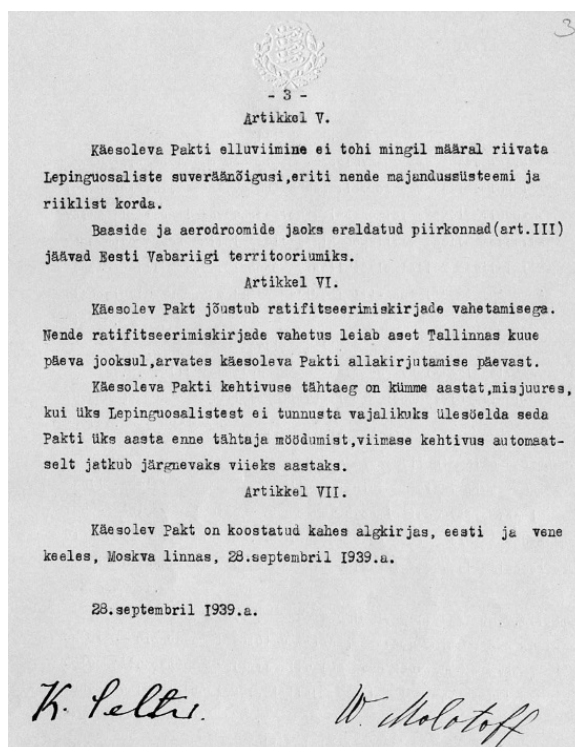 3
- 3 -
Artikkel V.
Käesoleva Pakti elluviimine ei tohi mingil määral riivata
Lepinguosaliste suveräänõigusi,eriti nende majandussüsteemi ja
riiklist korda.
Baaside ja aerodroomide jaoks eraldatud piirkonnad(art.III)
jäävad Eesti Vabariigi territooriumiks.
Artikkel VI.
Käesolev Pakt jõustub ratifitseerimiskirjade vahetamisega.
Nende ratifitseerimiskirjade vahetus leiab aset Tallinnas kuue
päeva jooksul,arvates käesoleva Pakti allakirjutamise päevast.
Käesoleva Pakti kehtivuse tähtaeg on kümme aastat,misjuures,
kui üks Lepinguosalistest ei tunnusta vajalikuks ülesöelda seda
Pakti üks aasta enne tähtaja möödumist,viimase kehtivus automaat-
selt jatkub järgnevaks viieks aastaks.
Artikkel VII.
Käesolev Pakt on koostatud kahes algkirjas, eesti ja vene
keeles, Moskva linnas, 28.septembril I939.a.
28.septembril I939.a.
K. Selter.
W. Molotoff